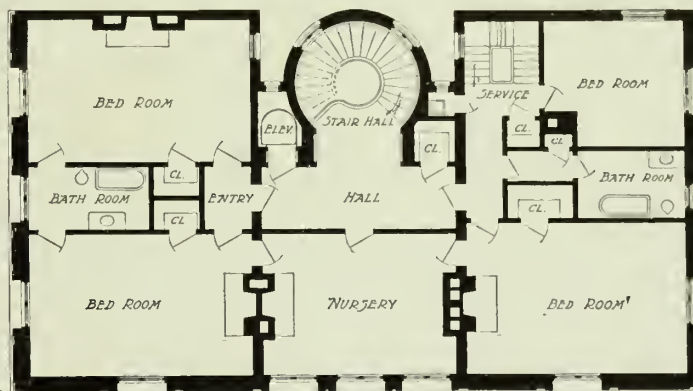 BED ROOM
ELEV.
STAIR HALL
SERVICE
BED ROOM
CL.
CL.
CL.
CL.
BATH ROOM
ENTRY
HALL
BATH ROOM
CL
CL.
BED ROOM
NURSERY
BED ROOM